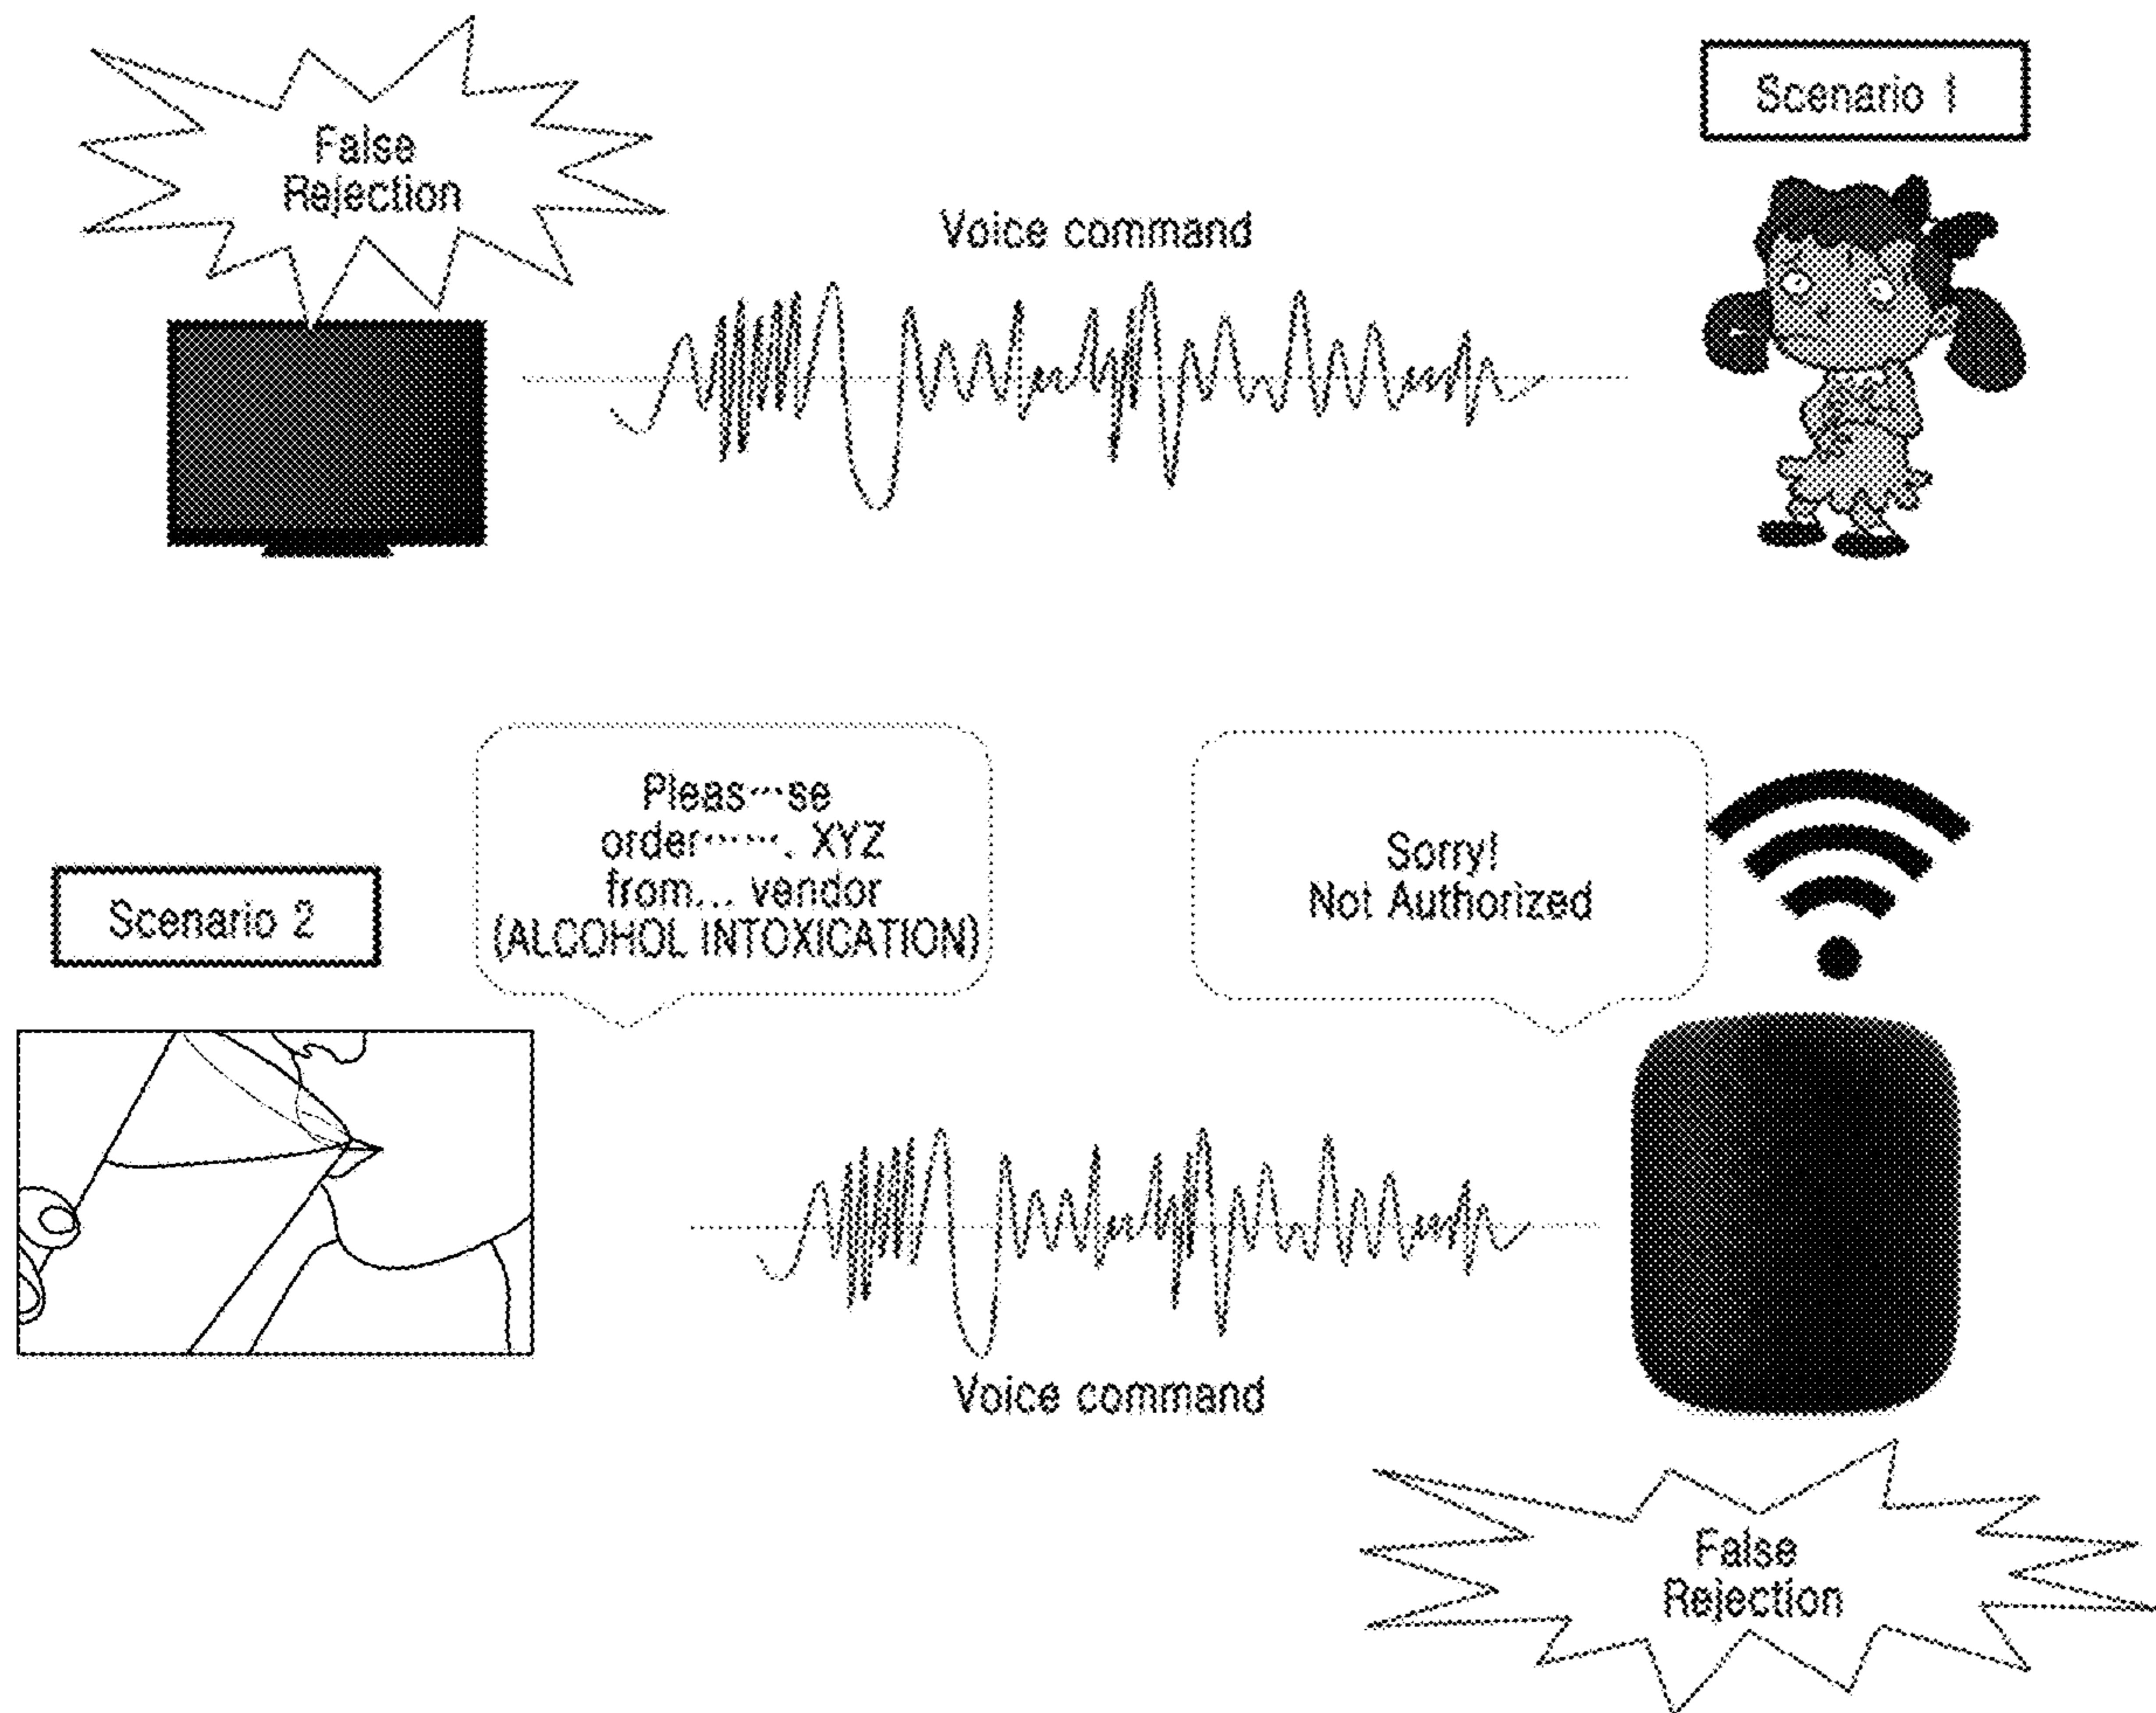 False
Rejection
Scenario 1
Voice command
Pleas···se
order·······. XYZ
from... vendor
(ALCOHOL INTOXICATION)
Sorry!
Not Authorized
Scenario 2
Voice command
False
Rejection